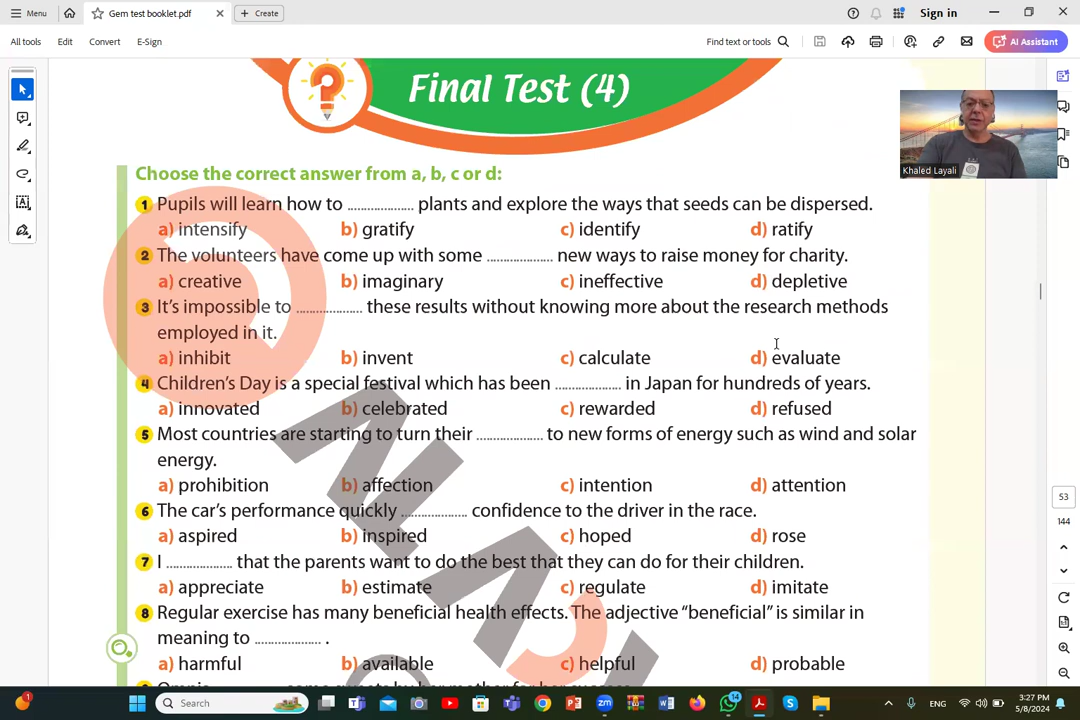 Menu
Gem test booklet.pdf
Create
Sign in
All tools
Edit
Convert
E-Sign
Find text or tools
AI Assistant
Final Test (4)
Khaled Layali
Choose the correct answer from a, b, c or d:
1 Pupils will learn how to .................... plants and explore the ways that seeds can be dispersed.
a) intensify b) gratify c) identify d) ratify
2 The volunteers have come up with some .................... new ways to raise money for charity.
a) creative b) imaginary c) ineffective d) depletive
3 It's impossible to .................... these results without knowing more about the research methods
employed in it.
a) inhibit b) invent c) calculate d) evaluate
4 Children's Day is a special festival which has been .................... in Japan for hundreds of years.
a) innovated b) celebrated c) rewarded d) refused
5 Most countries are starting to turn their .................... to new forms of energy such as wind and solar
energy.
a) prohibition b) affection c) intention d) attention
6 The car's performance quickly .................... confidence to the driver in the race.
a) aspired b) inspired c) hoped d) rose
7 I .................... that the parents want to do the best that they can do for their children.
a) appreciate b) estimate c) regulate d) imitate
8 Regular exercise has many beneficial health effects. The adjective "beneficial" is similar in
meaning to .................... .
a) harmful b) available c) helpful d) probable
53
144
1
Search
14
ENG
3:27 PM
5/8/2024